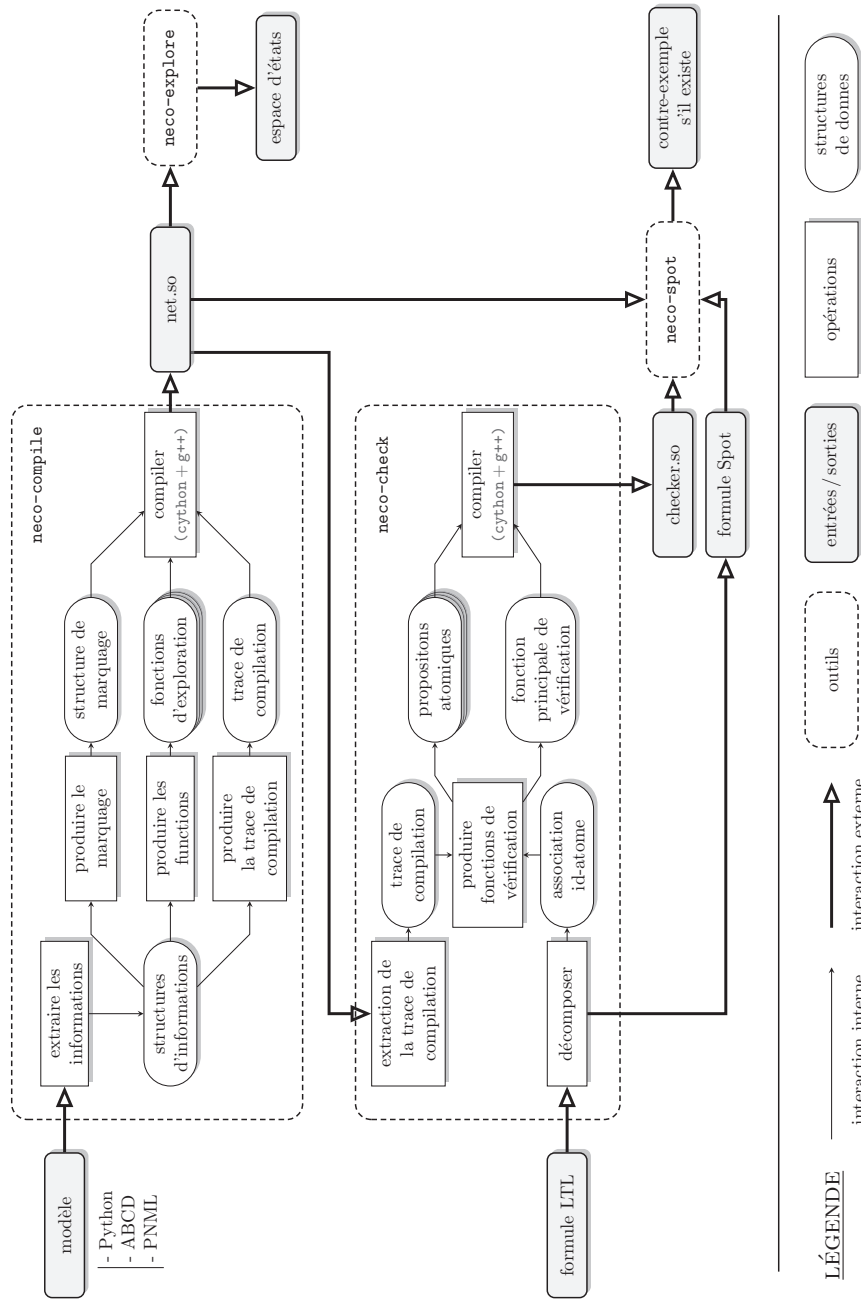 neco-compile
modèle
- Python
- ABCD
- PNML
extraire les
informations
structures
d'informations
produire le
marquage
produire les
functions
produire
la trace de
compilation
structure de
marquage
fonctions
d'exploration
trace de
compilation
compiler
(cython + g++)
net.so
neco-explore
espace d'états
neco-check
formule LTL
extraction de
la trace de
compilation
décomposer
trace de
compilation
produire
fonctions de
vérification
association
id-atome
propositons
atomiques
fonction
principale de
vérification
compiler
(cython + g++)
checker.so
formule Spot
neco-spot
contre-exemple
s'il existe
LÉGENDE
interaction interne
interaction externe
outils
entrées / sorties
opérations
structures
de donnes